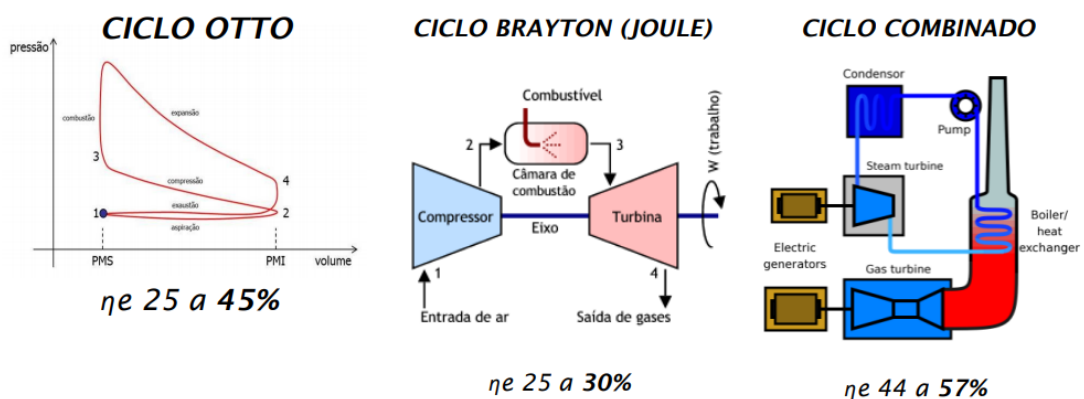 CICLO OTTO
pressão
combustão
expansão
3
compressão
4
exaustão
1
2
aspiração
PMS
PMI
volume
ηe 25 a 45%
CICLO BRAYTON (JOULE)
Combustível
2
3
Câmara de
combustão
W (trabalho)
Compressor
Eixo
Turbina
1
4
Entrada de ar
Saída de gases
ηe 25 a 30%
CICLO COMBINADO
Condensor
Pump
Steam turbine
Boiler/
heat
exchanger
Electric
generators
Gas turbine
ηe 44 a 57%